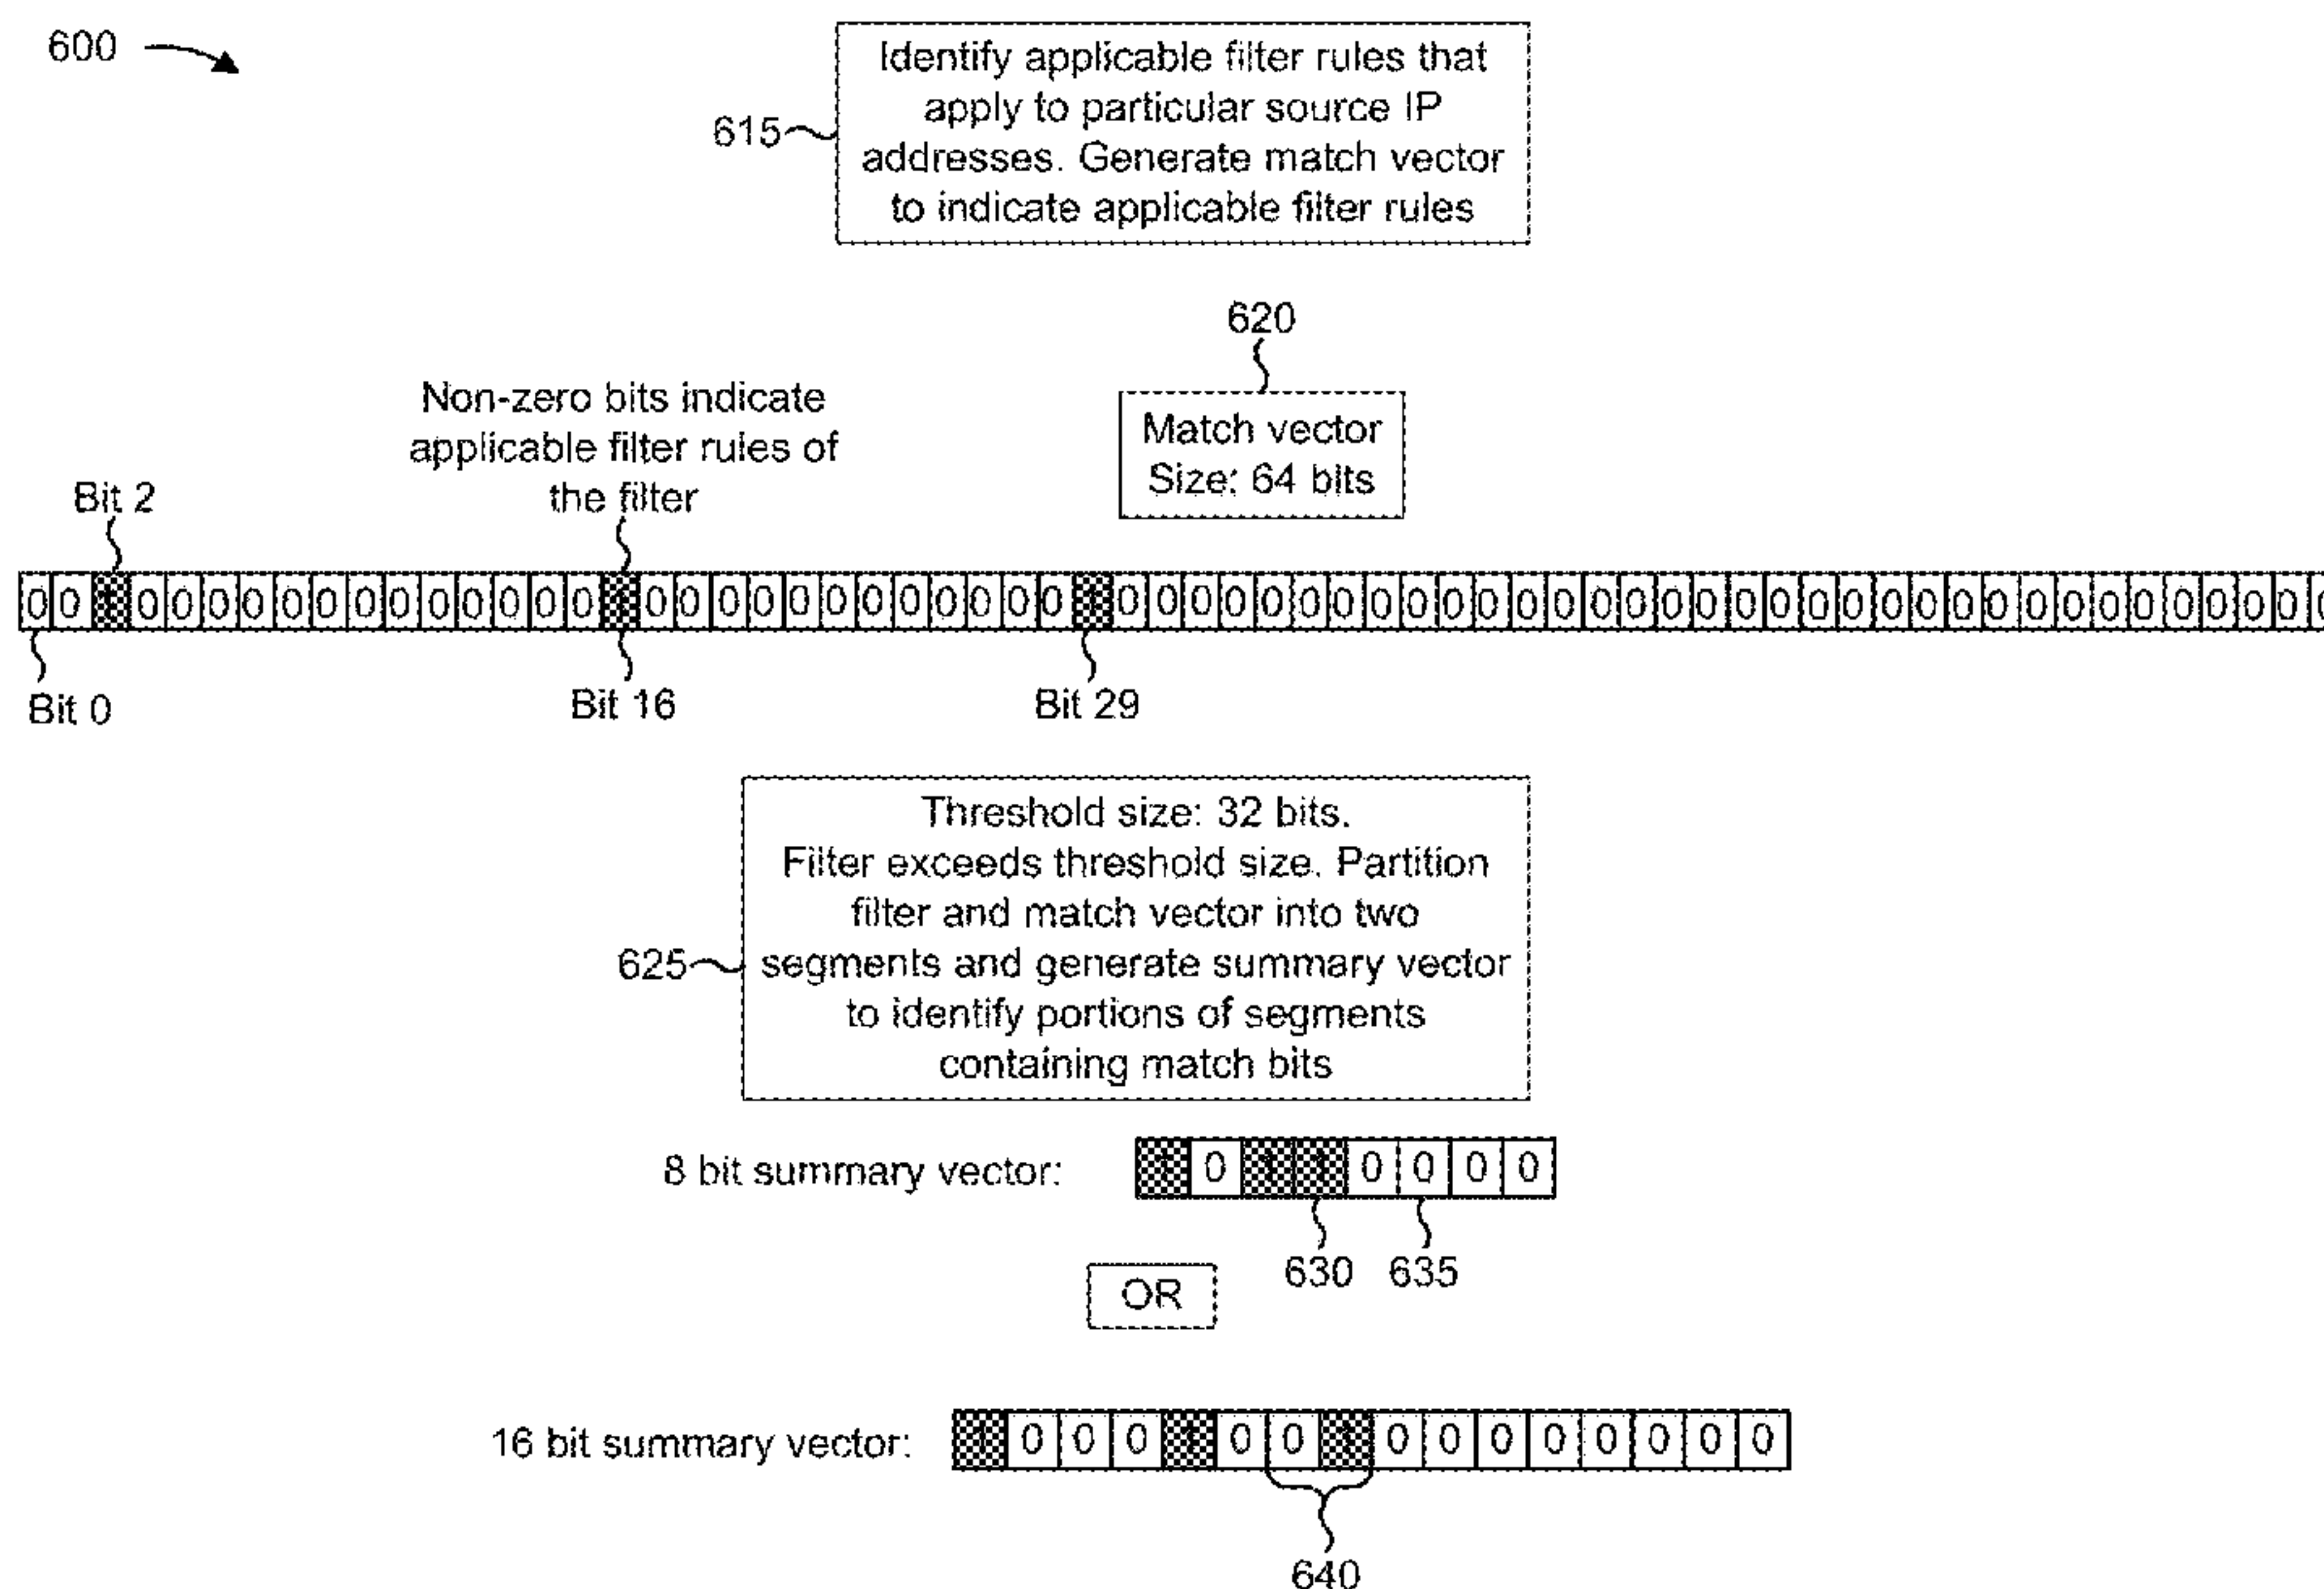 600
Identify applicable filter rules that
apply to particular source IP
addresses. Generate match vector
to indicate applicable filter rules
615
620
Match vector
Size: 64 bits
Non-zero bits indicate
applicable filter rules of
the filter
Bit 2
0 0 1 0 0 0 0 0 0 0 0 0 0 0 0 0 1 0 0 0 0 0 0 0 0 0 0 0 0 1 0 0 0 0 0 0 0 0 0 0 0 0 0 0 0 0 0 0 0 0 0 0 0 0 0 0 0 0 0 0 0 0 0
Bit 0
Bit 16
Bit 29
Threshold size: 32 bits.
Filter exceeds threshold size. Partition
filter and match vector into two
segments and generate summary vector
to identify portions of segments
containing match bits
625
8 bit summary vector: 1 0 1 1 0 0 0 0
630 635
OR
16 bit summary vector: 1 0 0 0 1 0 0 1 0 0 0 0 0 0 0 0
640